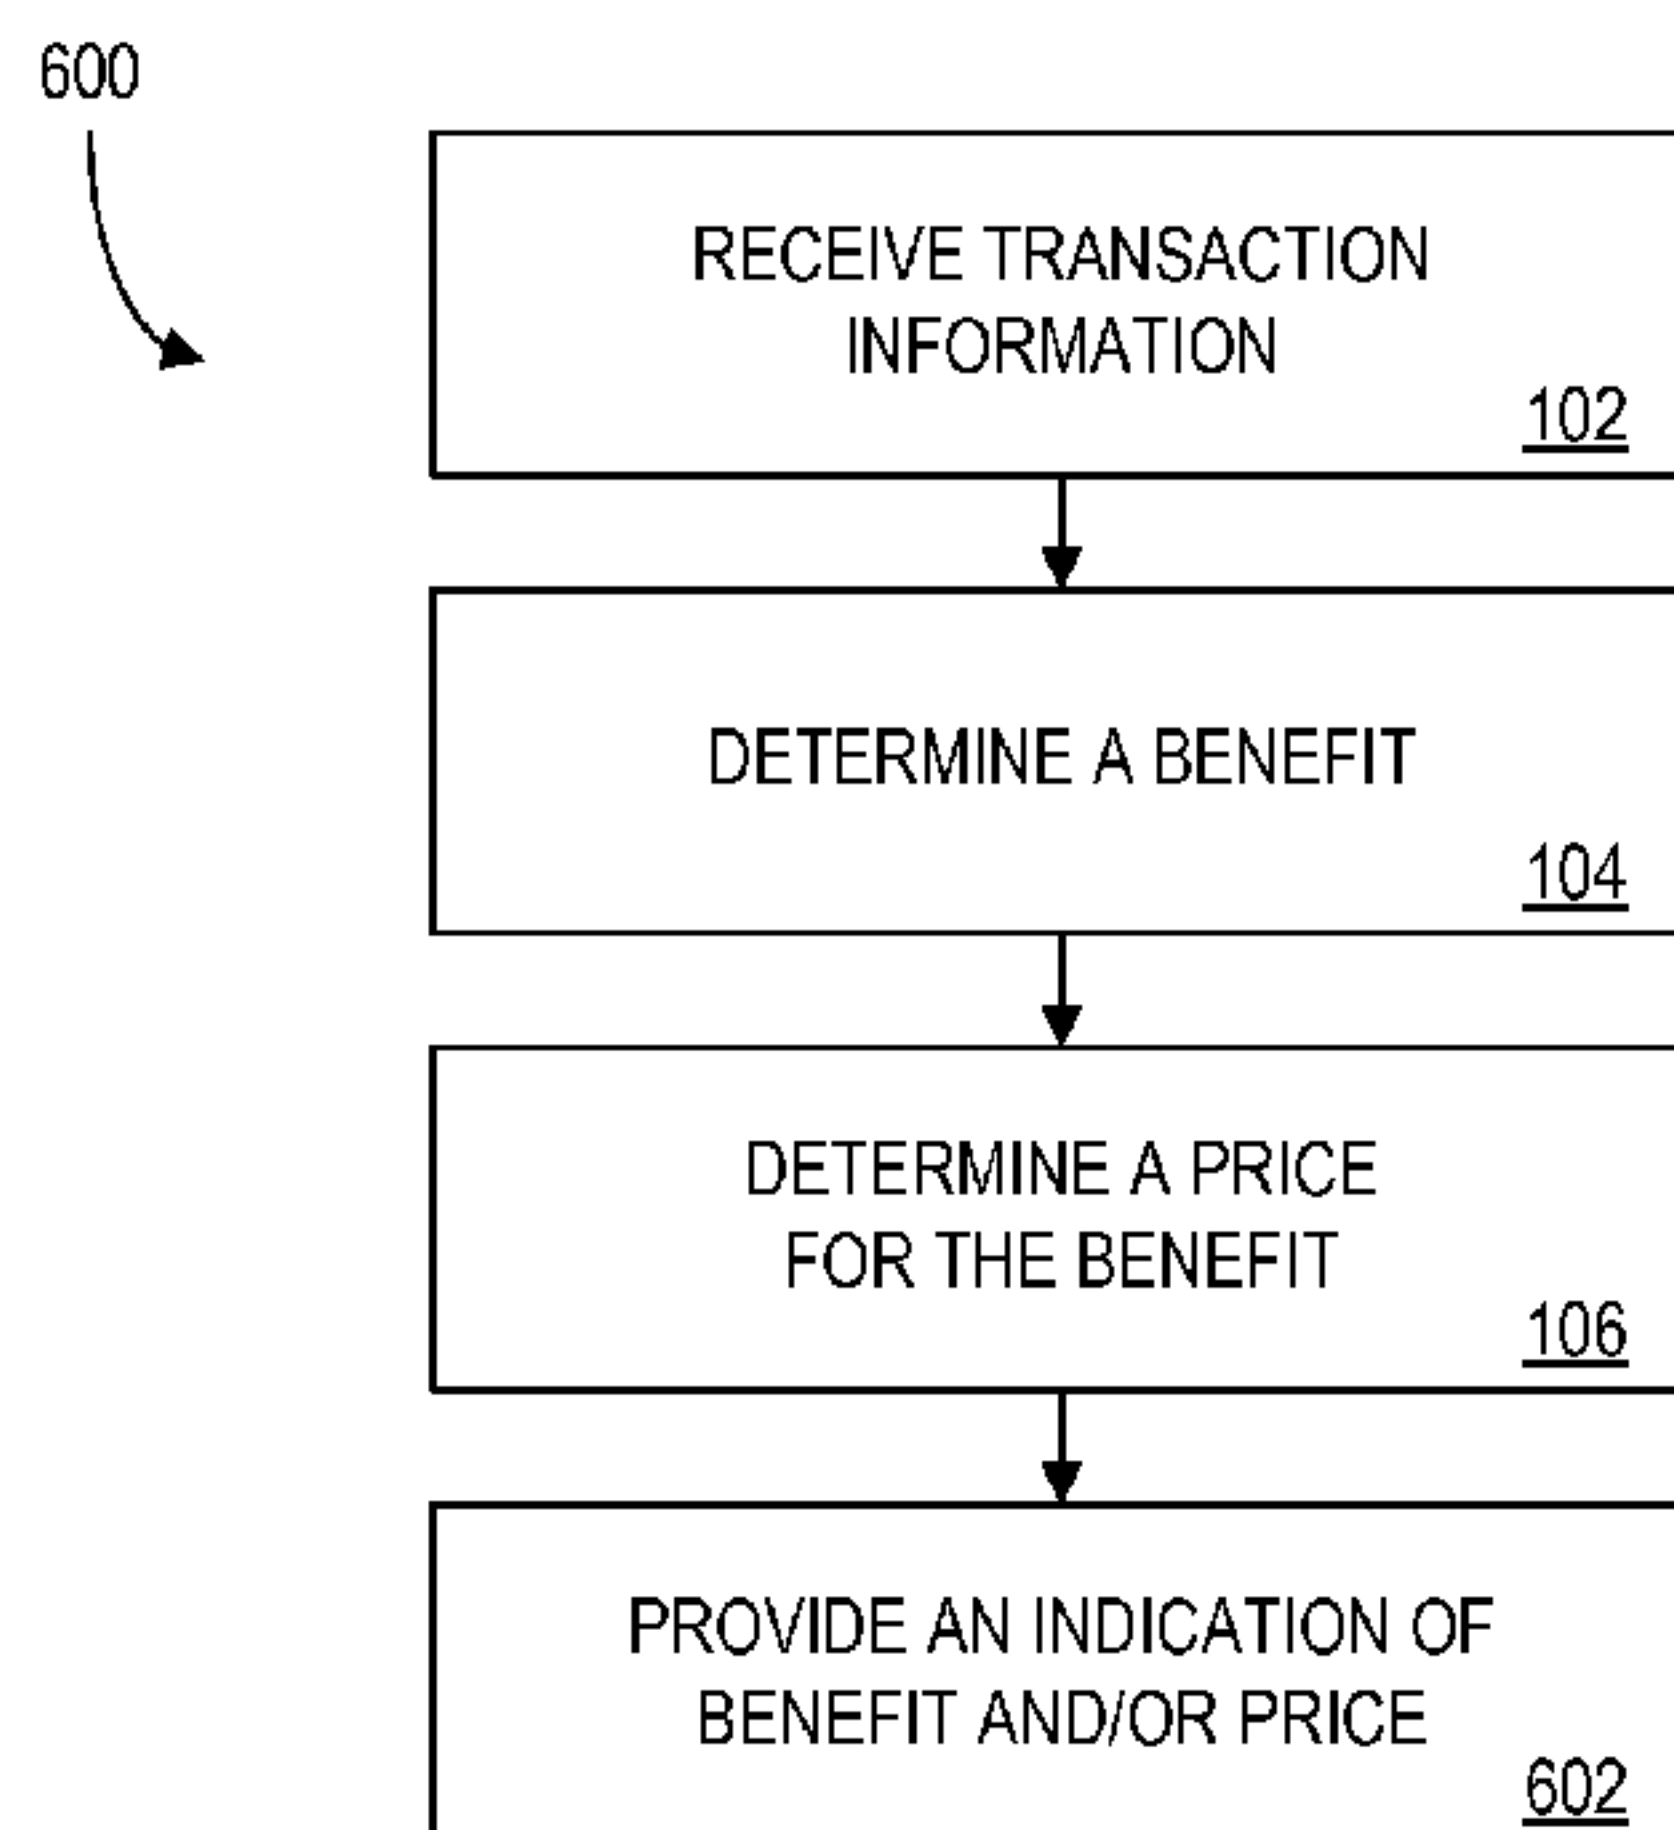 600
RECEIVE TRANSACTION
INFORMATION
102
DETERMINE A BENEFIT
104
DETERMINE A PRICE
FOR THE BENEFIT
106
PROVIDE AN INDICATION OF
BENEFIT AND/OR PRICE
602